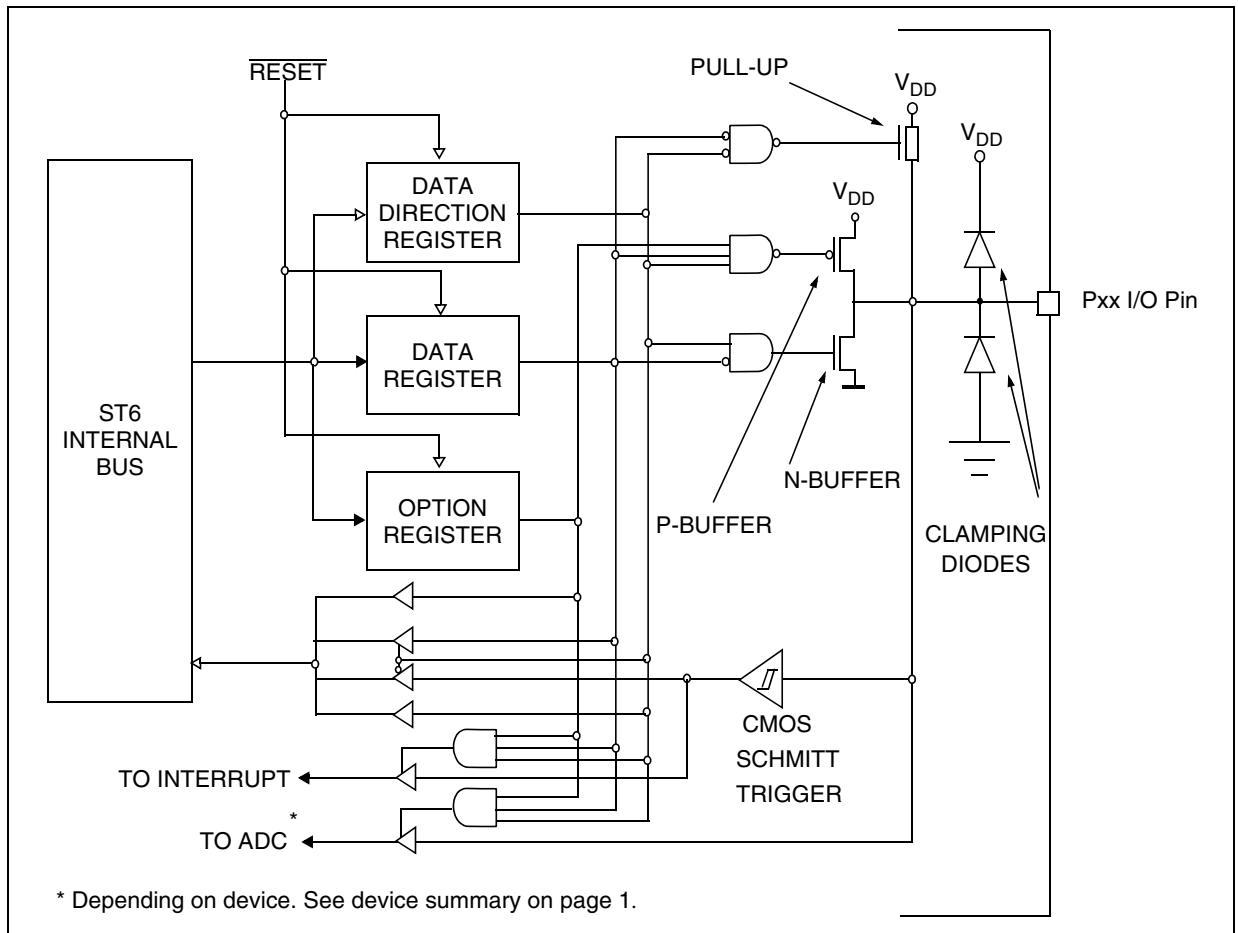 RESET
PULL-UP
VDD
VDD
DATA
DIRECTION
REGISTER
VDD
DATA
REGISTER
Pxx I/O Pin
ST6
INTERNAL
BUS
OPTION
REGISTER
N-BUFFER
P-BUFFER
CLAMPING
DIODES
CMOS
SCHMITT
TRIGGER
TO INTERRUPT
TO ADC*
* Depending on device. See device summary on page 1.